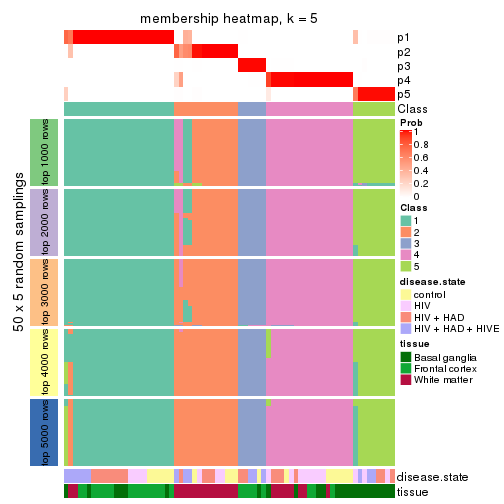 membership heatmap, k = 5
p1
p2
p3
p4
p5
Class
50 x 5 random samplings
top 1000 rows
top 2000 rows
top 3000 rows
top 4000 rows
top 5000 rows
disease.state
tissue
Prob
1
0.8
0.6
0.4
0.2
0
Class
1
2
3
4
5
disease.state
control
HIV
HIV + HAD
HIV + HAD + HIVE
tissue
Basal ganglia
Frontal cortex
White matter